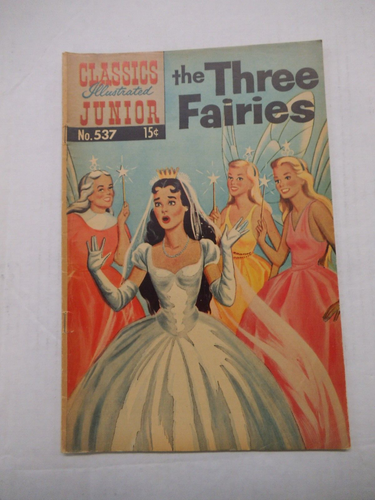 CLASSICS
Illustrated
JUNIOR
No. 537 15¢
the Three
Fairies